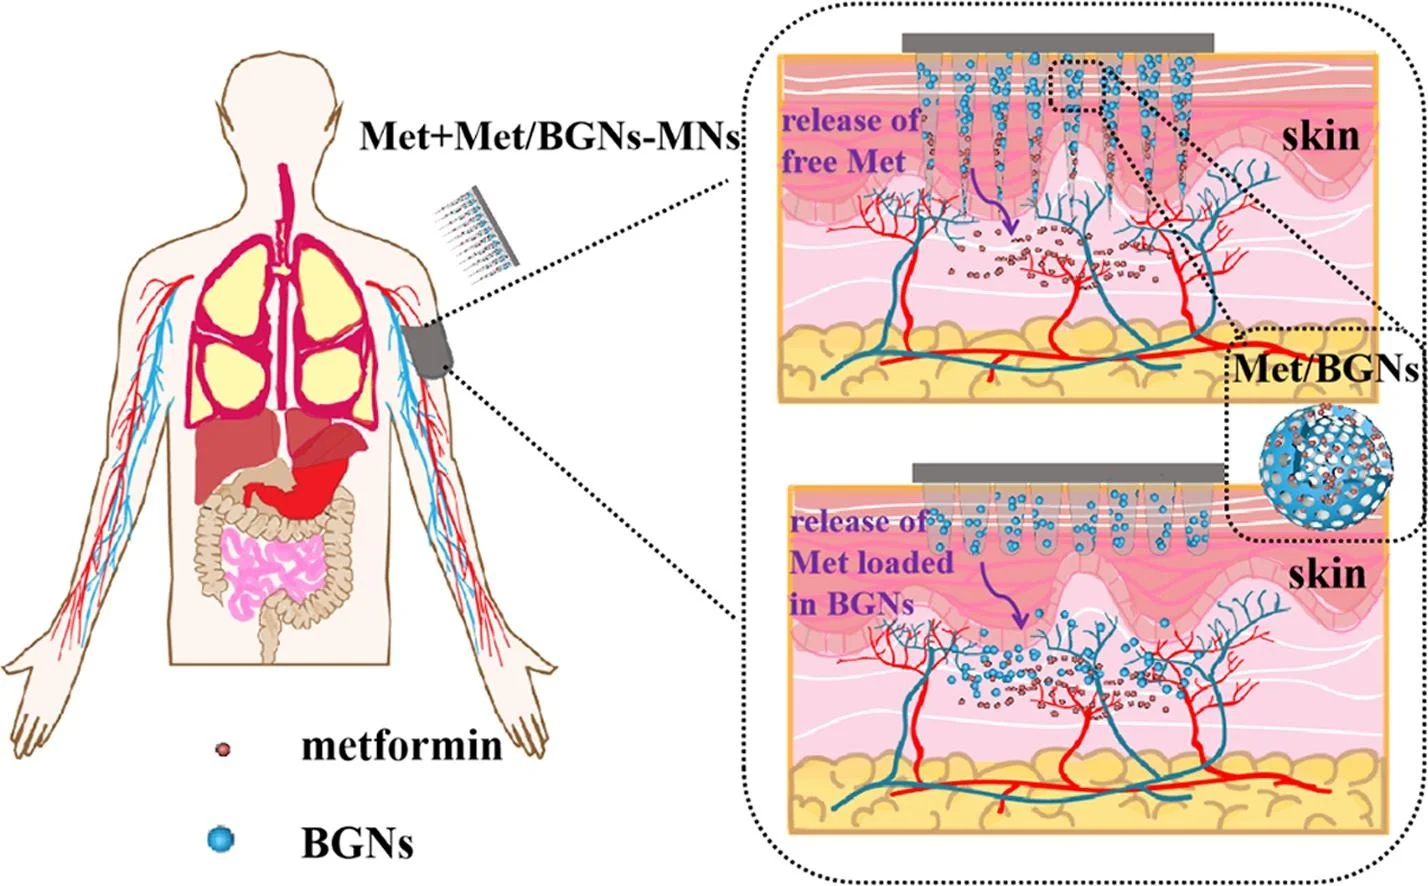 Met+Met/BGNs-MNs
release of
free Met
skin
Met/BGNs
release of
Met loaded
in BGNs
skin
metformin
BGNs